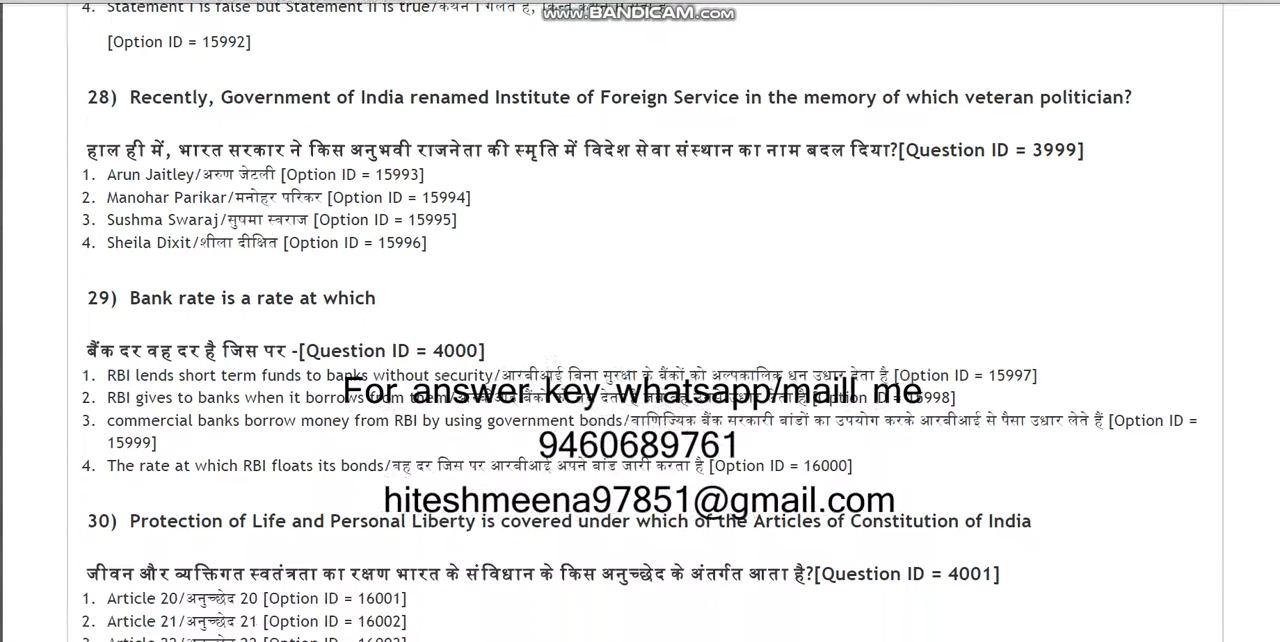 4. Statement I is false but Statement II is true/कथन I गलत है,
www.BANDICAM.com
[Option ID = 15992]
28) Recently, Government of India renamed Institute of Foreign Service in the memory of which veteran politician?
हाल ही में, भारत सरकार ने किस अनुभवी राजनेता की स्मृति में विदेश सेवा संस्थान का नाम बदल दिया?[Question ID = 3999]
1. Arun Jaitley/अरुण जेटली [Option ID = 15993]
2. Manohar Parikar/मनोहर परिकर [Option ID = 15994]
3. Sushma Swaraj/सुषमा स्वराज [Option ID = 15995]
4. Sheila Dixit/शीला दीक्षित [Option ID = 15996]
29) Bank rate is a rate at which
बैंक दर वह दर है जिस पर -[Question ID = 4000]
1. RBI lends short term funds to banks without security/आरबीआई बिना सुरक्षा के बैंकों को अल्पकालिक धन उधार देता है [Option ID = 15997]
For answer key whatsapp/maill me
2. RBI gives to banks when it borrows from them/आरबीआई बैंकों को [Option ID = 15998]
3. commercial banks borrow money from RBI by using government bonds/वाणिज्यिक बैंक सरकारी बांडों का उपयोग करके आरबीआई से पैसा उधार लेते हैं [Option ID =
15999]
9460689761
4. The rate at which RBI floats its bonds/वह दर जिस पर आरबीआई अपने बांड जारी करता है [Option ID = 16000]
hiteshmeena97851@gmail.com
30) Protection of Life and Personal Liberty is covered under which of the Articles of Constitution of India
जीवन और व्यक्तिगत स्वतंत्रता का रक्षण भारत के संविधान के किस अनुच्छेद के अंतर्गत आता है?[Question ID = 4001]
1. Article 20/अनुच्छेद 20 [Option ID = 16001]
2. Article 21/अनुच्छेद 21 [Option ID = 16002]